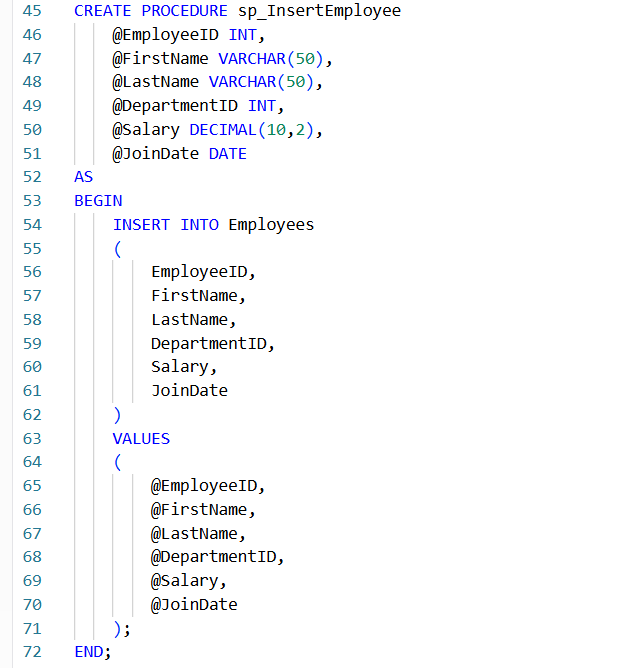 45 CREATE PROCEDURE sp_InsertEmployee
46     @EmployeeID INT,
47     @FirstName VARCHAR(50),
48     @LastName VARCHAR(50),
49     @DepartmentID INT,
50     @Salary DECIMAL(10,2),
51     @JoinDate DATE
52 AS
53 BEGIN
54     INSERT INTO Employees
55     (
56         EmployeeID,
57         FirstName,
58         LastName,
59         DepartmentID,
60         Salary,
61         JoinDate
62     )
63     VALUES
64     (
65         @EmployeeID,
66         @FirstName,
67         @LastName,
68         @DepartmentID,
69         @Salary,
70         @JoinDate
71     );
72 END;